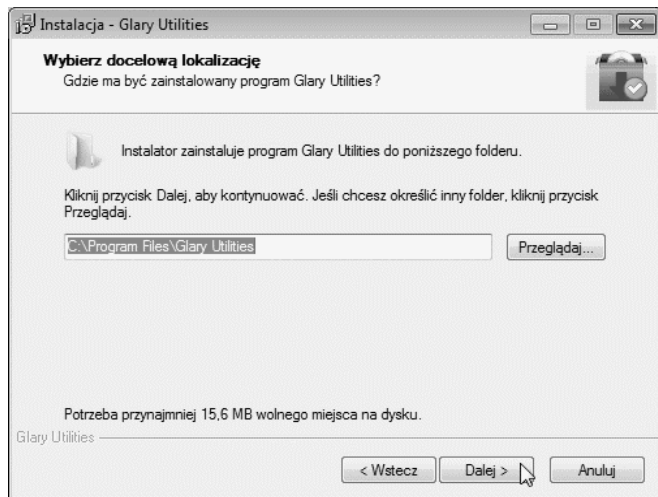 Instalacja - Glary Utilities
Wybierz docelową lokalizację
Gdzie ma być zainstalowany program Glary Utilities?
Instalator zainstaluje program Glary Utilities do poniższego folderu.
Kliknij przycisk Dalej, aby kontynuować. Jeśli chcesz określić inny folder, kliknij przycisk
Przeglądaj.
C:\Program Files\Glary Utilities
Przeglądaj...
Potrzeba przynajmniej 15,6 MB wolnego miejsca na dysku.
Glary Utilities
< Wstecz
Dalej >
Anuluj